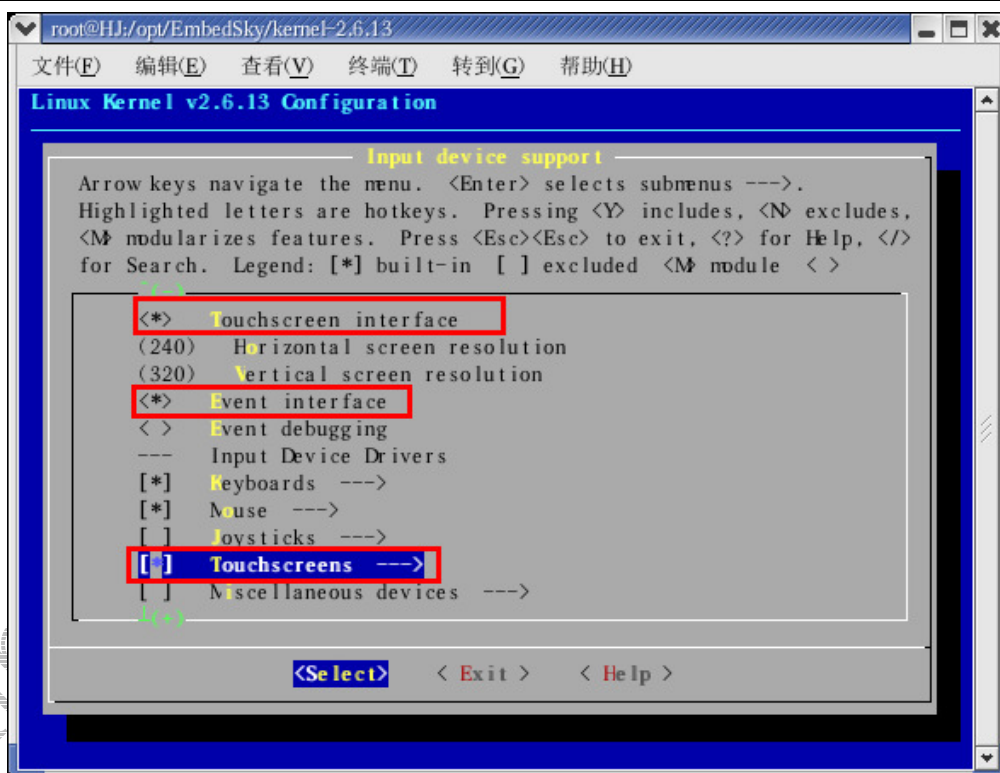 root@HJ:/opt/EmbedSky/kernel-2.6.13
文件(F) 编辑(E) 查看(V) 终端(T) 转到(G) 帮助(H)
Linux Kernel v2.6.13 Configuration
Input device support
Arrow keys navigate the menu. <Enter> selects submenus --->.
Highlighted letters are hotkeys. Pressing <Y> includes, <N> excludes,
<M> modularizes features. Press <Esc><Esc> to exit, <?> for Help, </>
for Search. Legend: [*] built-in [ ] excluded <M> module < >
(-)
<*> Touchscreen interface
(240) Horizontal screen resolution
(320) Vertical screen resolution
<*> Event interface
< > Event debugging
--- Input Device Drivers
[*] Keyboards --->
[*] Mouse --->
[ ] Joysticks --->
[*] Touchscreens --->
[ ] Miscellaneous devices --->
(+)
<Select> < Exit > < Help >